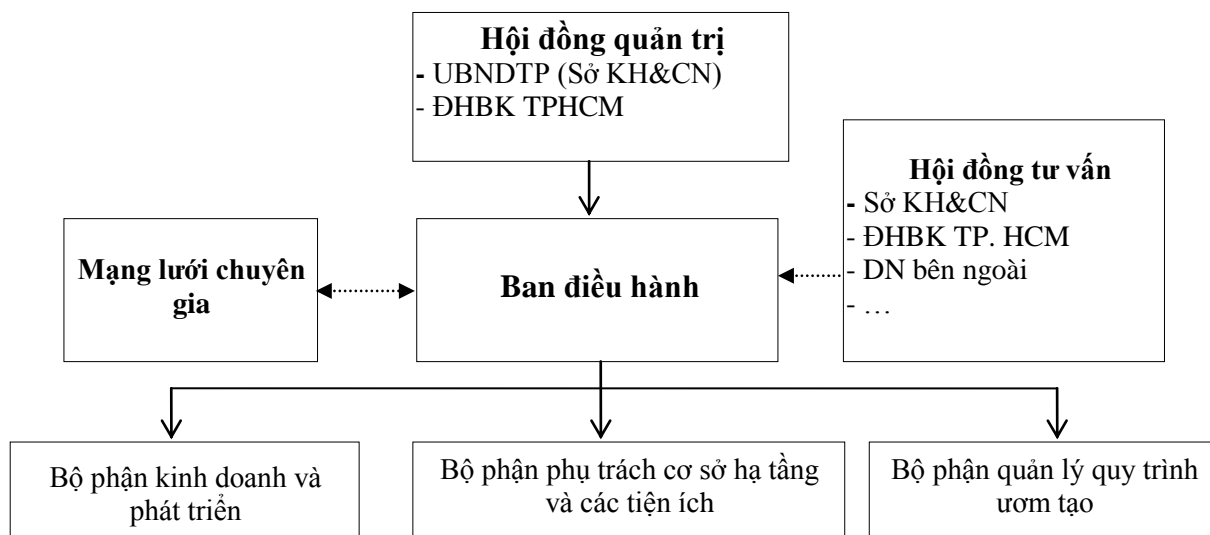 Hội đồng quản trị
- UBNDTP (Sở KH&CN)
- ĐHBK TPHCM
Hội đồng tư vấn
- Sở KH&CN
- ĐHBK TP. HCM
- DN bên ngoài
- …
Mạng lưới chuyên
gia
Ban điều hành
Bộ phận kinh doanh và
phát triển
Bộ phận phụ trách cơ sở hạ tầng
và các tiện ích
Bộ phận quản lý quy trình
ươm tạo